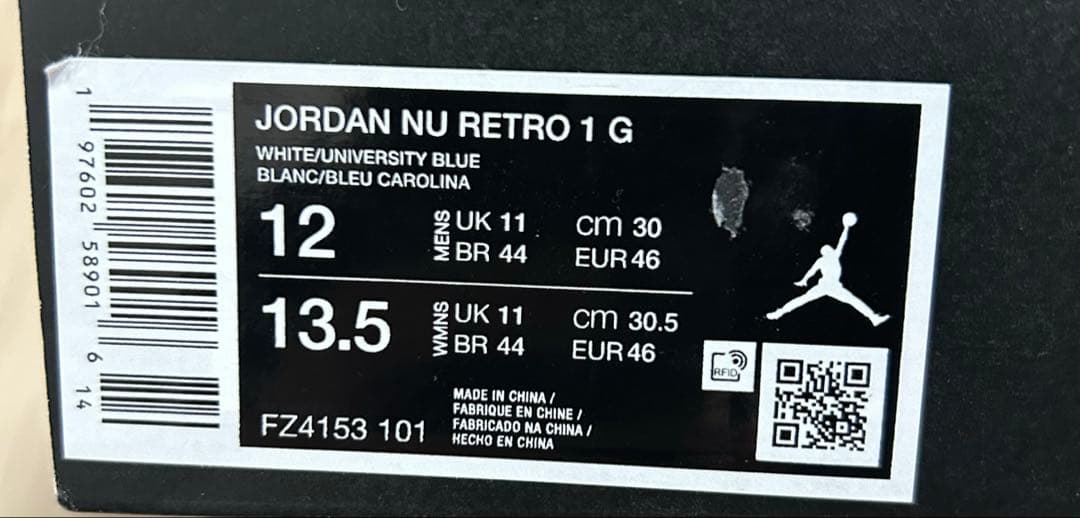 1 97602 58901 6 14
JORDAN NU RETRO 1 G
WHITE/UNIVERSITY BLUE
BLANC/BLEU CAROLINA
12
MENS
UK 11
cm 30
BR 44
EUR 46
13.5
WMNS
UK 11
cm 30.5
BR 44
EUR 46
RFID
FZ4153 101
MADE IN CHINA /
FABRIQUE EN CHINE /
FABRICADO NA CHINA /
HECHO EN CHINA